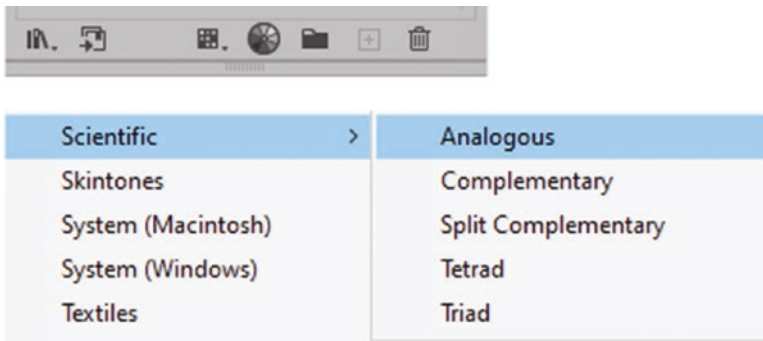 Scientific >
Skintones
System (Macintosh)
System (Windows)
Textiles
Analogous
Complementary
Split Complementary
Tetrad
Triad